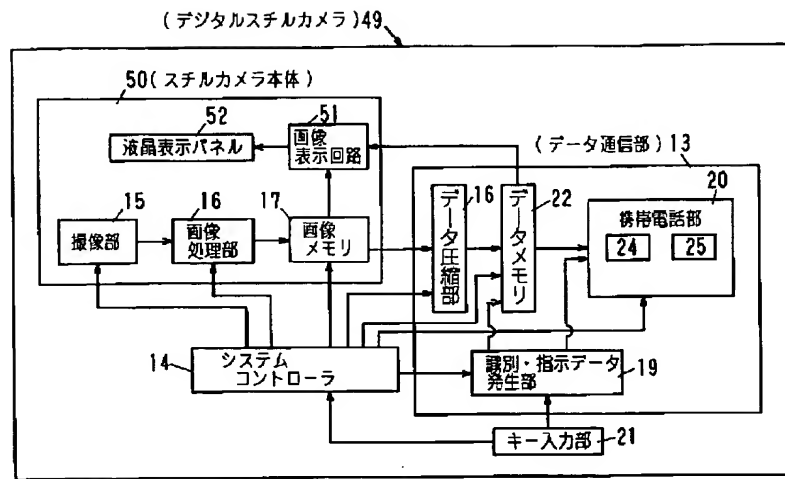 (デジタルスチルカメラ)49
50(スチルカメラ本体)
52
液晶表示パネル
51
画像
表示回路
(データ通信部)13
15
撮像部
16
画像
処理部
17
画像
メモリ
16
データ圧縮部
22
データメモリ
20
携帯電話部
24
25
14
システム
コントローラ
識別・指示データ
発生部
19
キー入力部
21